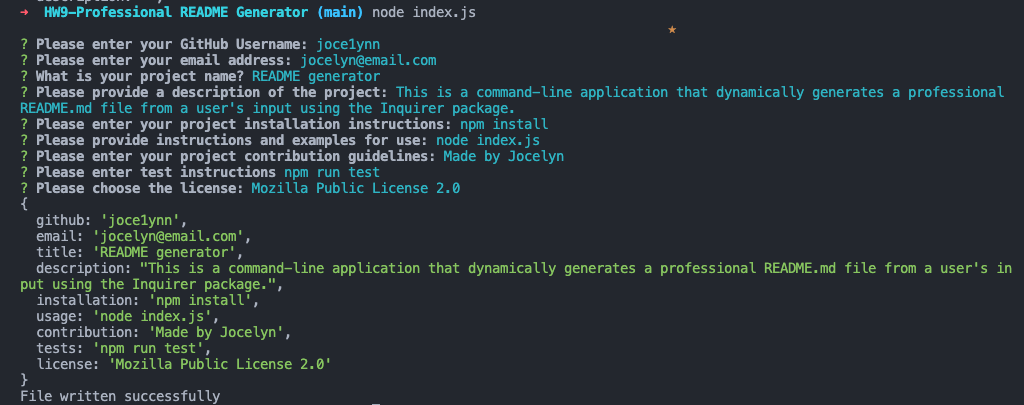 → HW9-Professional README Generator (main) node index.js
? Please enter your GitHub Username: joce1ynn
? Please enter your email address: jocelyn@email.com
? What is your project name? README generator
? Please provide a description of the project: This is a command-line application that dynamically generates a professional
README.md file from a user's input using the Inquirer package.
? Please enter your project installation instructions: npm install
? Please provide instructions and examples for use: node index.js
? Please enter your project contribution guidelines: Made by Jocelyn
? Please enter test instructions npm run test
? Please choose the license: Mozilla Public License 2.0
{
  github: 'joce1ynn',
  email: 'jocelyn@email.com',
  title: 'README generator',
  description: "This is a command-line application that dynamically generates a professional README.md file from a user's in
put using the Inquirer package.",
  installation: 'npm install',
  usage: 'node index.js',
  contribution: 'Made by Jocelyn',
  tests: 'npm run test',
  license: 'Mozilla Public License 2.0'
}
File written successfully